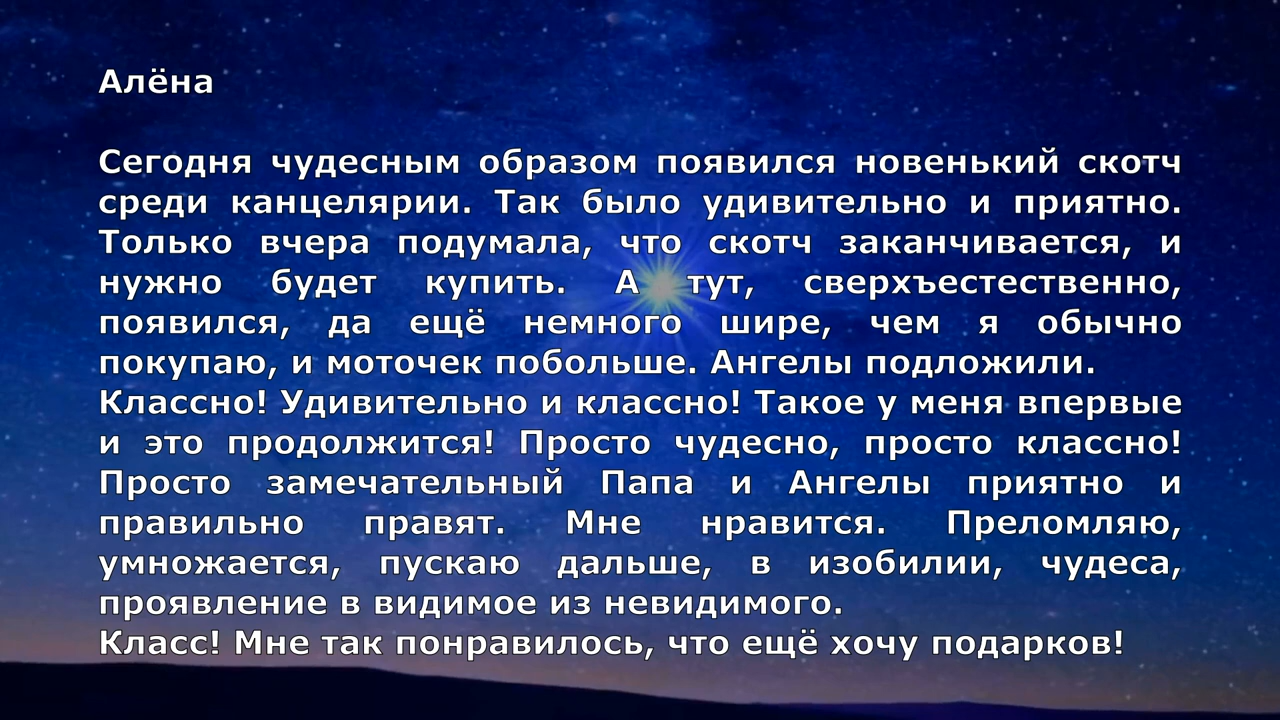 Алёна
Сегодня чудесным образом появился новенький скотч
среди канцелярии. Так было удивительно и приятно.
Только вчера подумала, что скотч заканчивается, и
нужно будет купить. А тут, сверхъестественно,
появился, да ещё немного шире, чем я обычно
покупаю, и моточек побольше. Ангелы подложили.
Классно! Удивительно и классно! Такое у меня впервые
и это продолжится! Просто чудесно, просто классно!
Просто замечательный Папа и Ангелы приятно и
правильно правят. Мне нравится. Преломляю,
умножается, пускаю дальше, в изобилии, чудеса,
проявление в видимое из невидимого.
Класс! Мне так понравилось, что ещё хочу подарков!